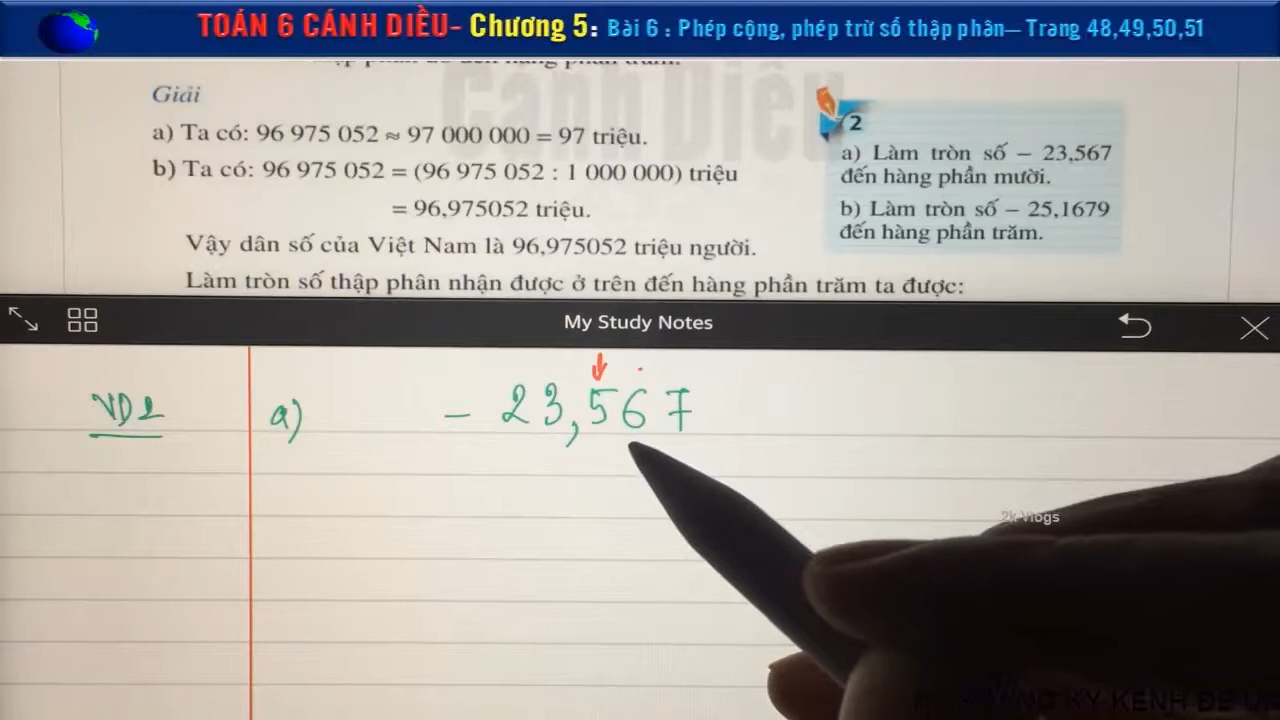 TOÁN 6 CÁNH DIỀU- Chương 5: Bài 6 : Phép cộng, phép trừ số thập phân– Trang 48,49,50,51
Cánh Diều
Giải
a) Ta có: 96 975 052 ≈ 97 000 000 = 97 triệu.
b) Ta có: 96 975 052 = (96 975 052 : 1 000 000) triệu
= 96,975052 triệu.
Vậy dân số của Việt Nam là 96,975052 triệu người.
Làm tròn số thập phân nhận được ở trên đến hàng phần trăm ta được:
2
a) Làm tròn số – 23,567
đến hàng phần mười.
b) Làm tròn số – 25,1679
đến hàng phần trăm.
My Study Notes
a) – 23,567
2k Vlogs